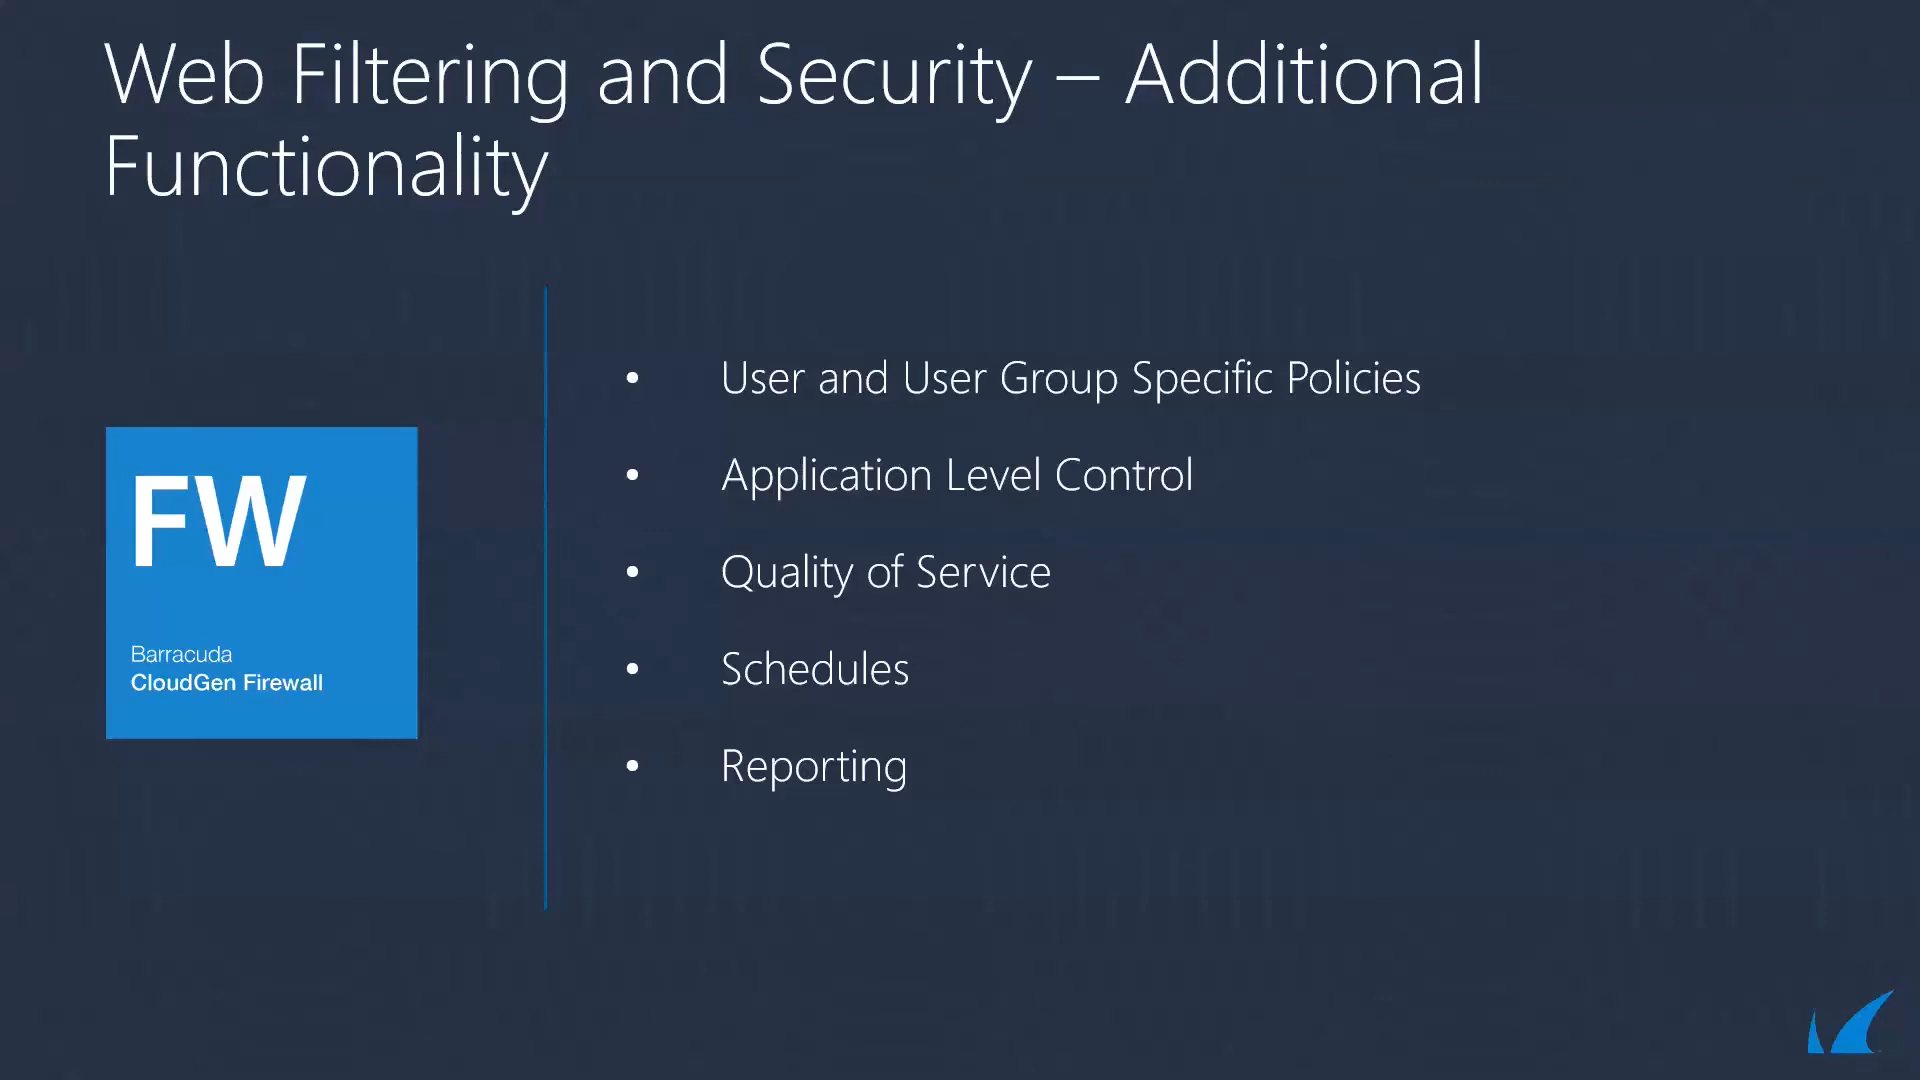 Web Filtering and Security – Additional
Functionality
FW
Barracuda
CloudGen Firewall
• User and User Group Specific Policies
• Application Level Control
• Quality of Service
• Schedules
• Reporting